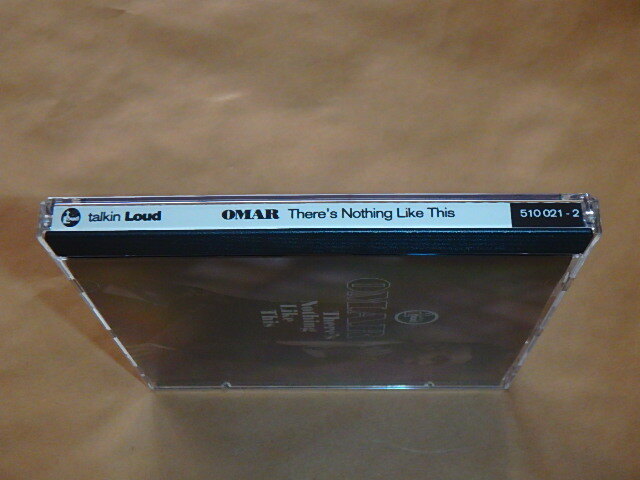 talkin Loud OMAR There's Nothing Like This 510 021 - 2
OMAR
There's
Nothing
Like
This